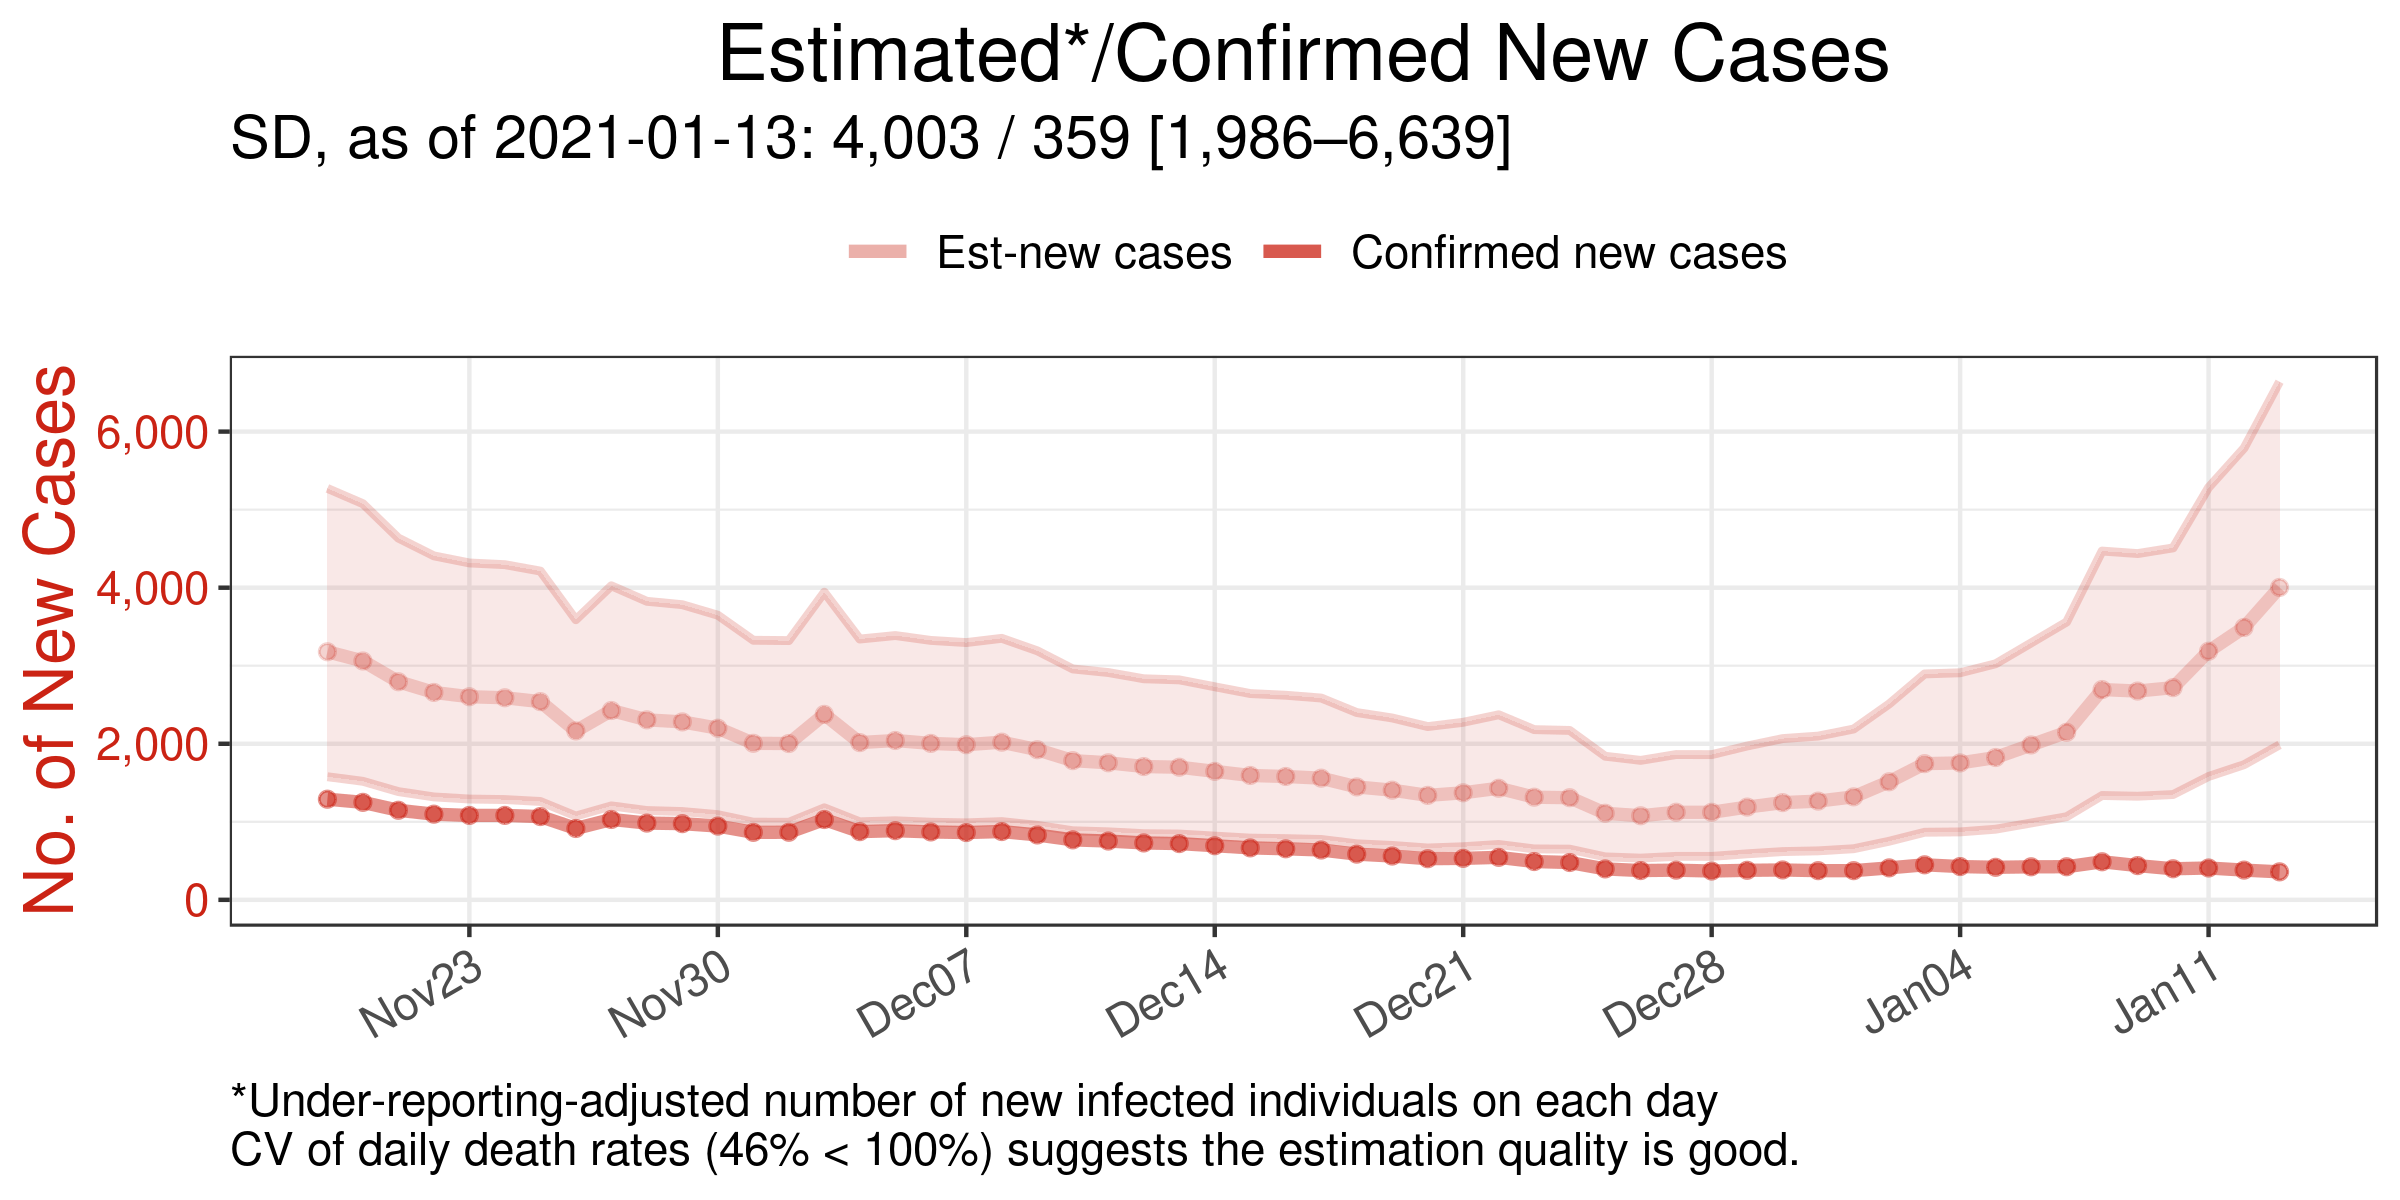 Estimated*/Confirmed New Cases
SD, as of 2021-01-13: 4,003 / 359 [1,986–6,639]
Est-new cases
Confirmed new cases
No. of New Cases
6,000
4,000
2,000
0
Nov23
Nov30
Dec07
Dec14
Dec21
Dec28
Jan04
Jan11
*Under-reporting-adjusted number of new infected individuals on each day
CV of daily death rates (46% < 100%) suggests the estimation quality is good.